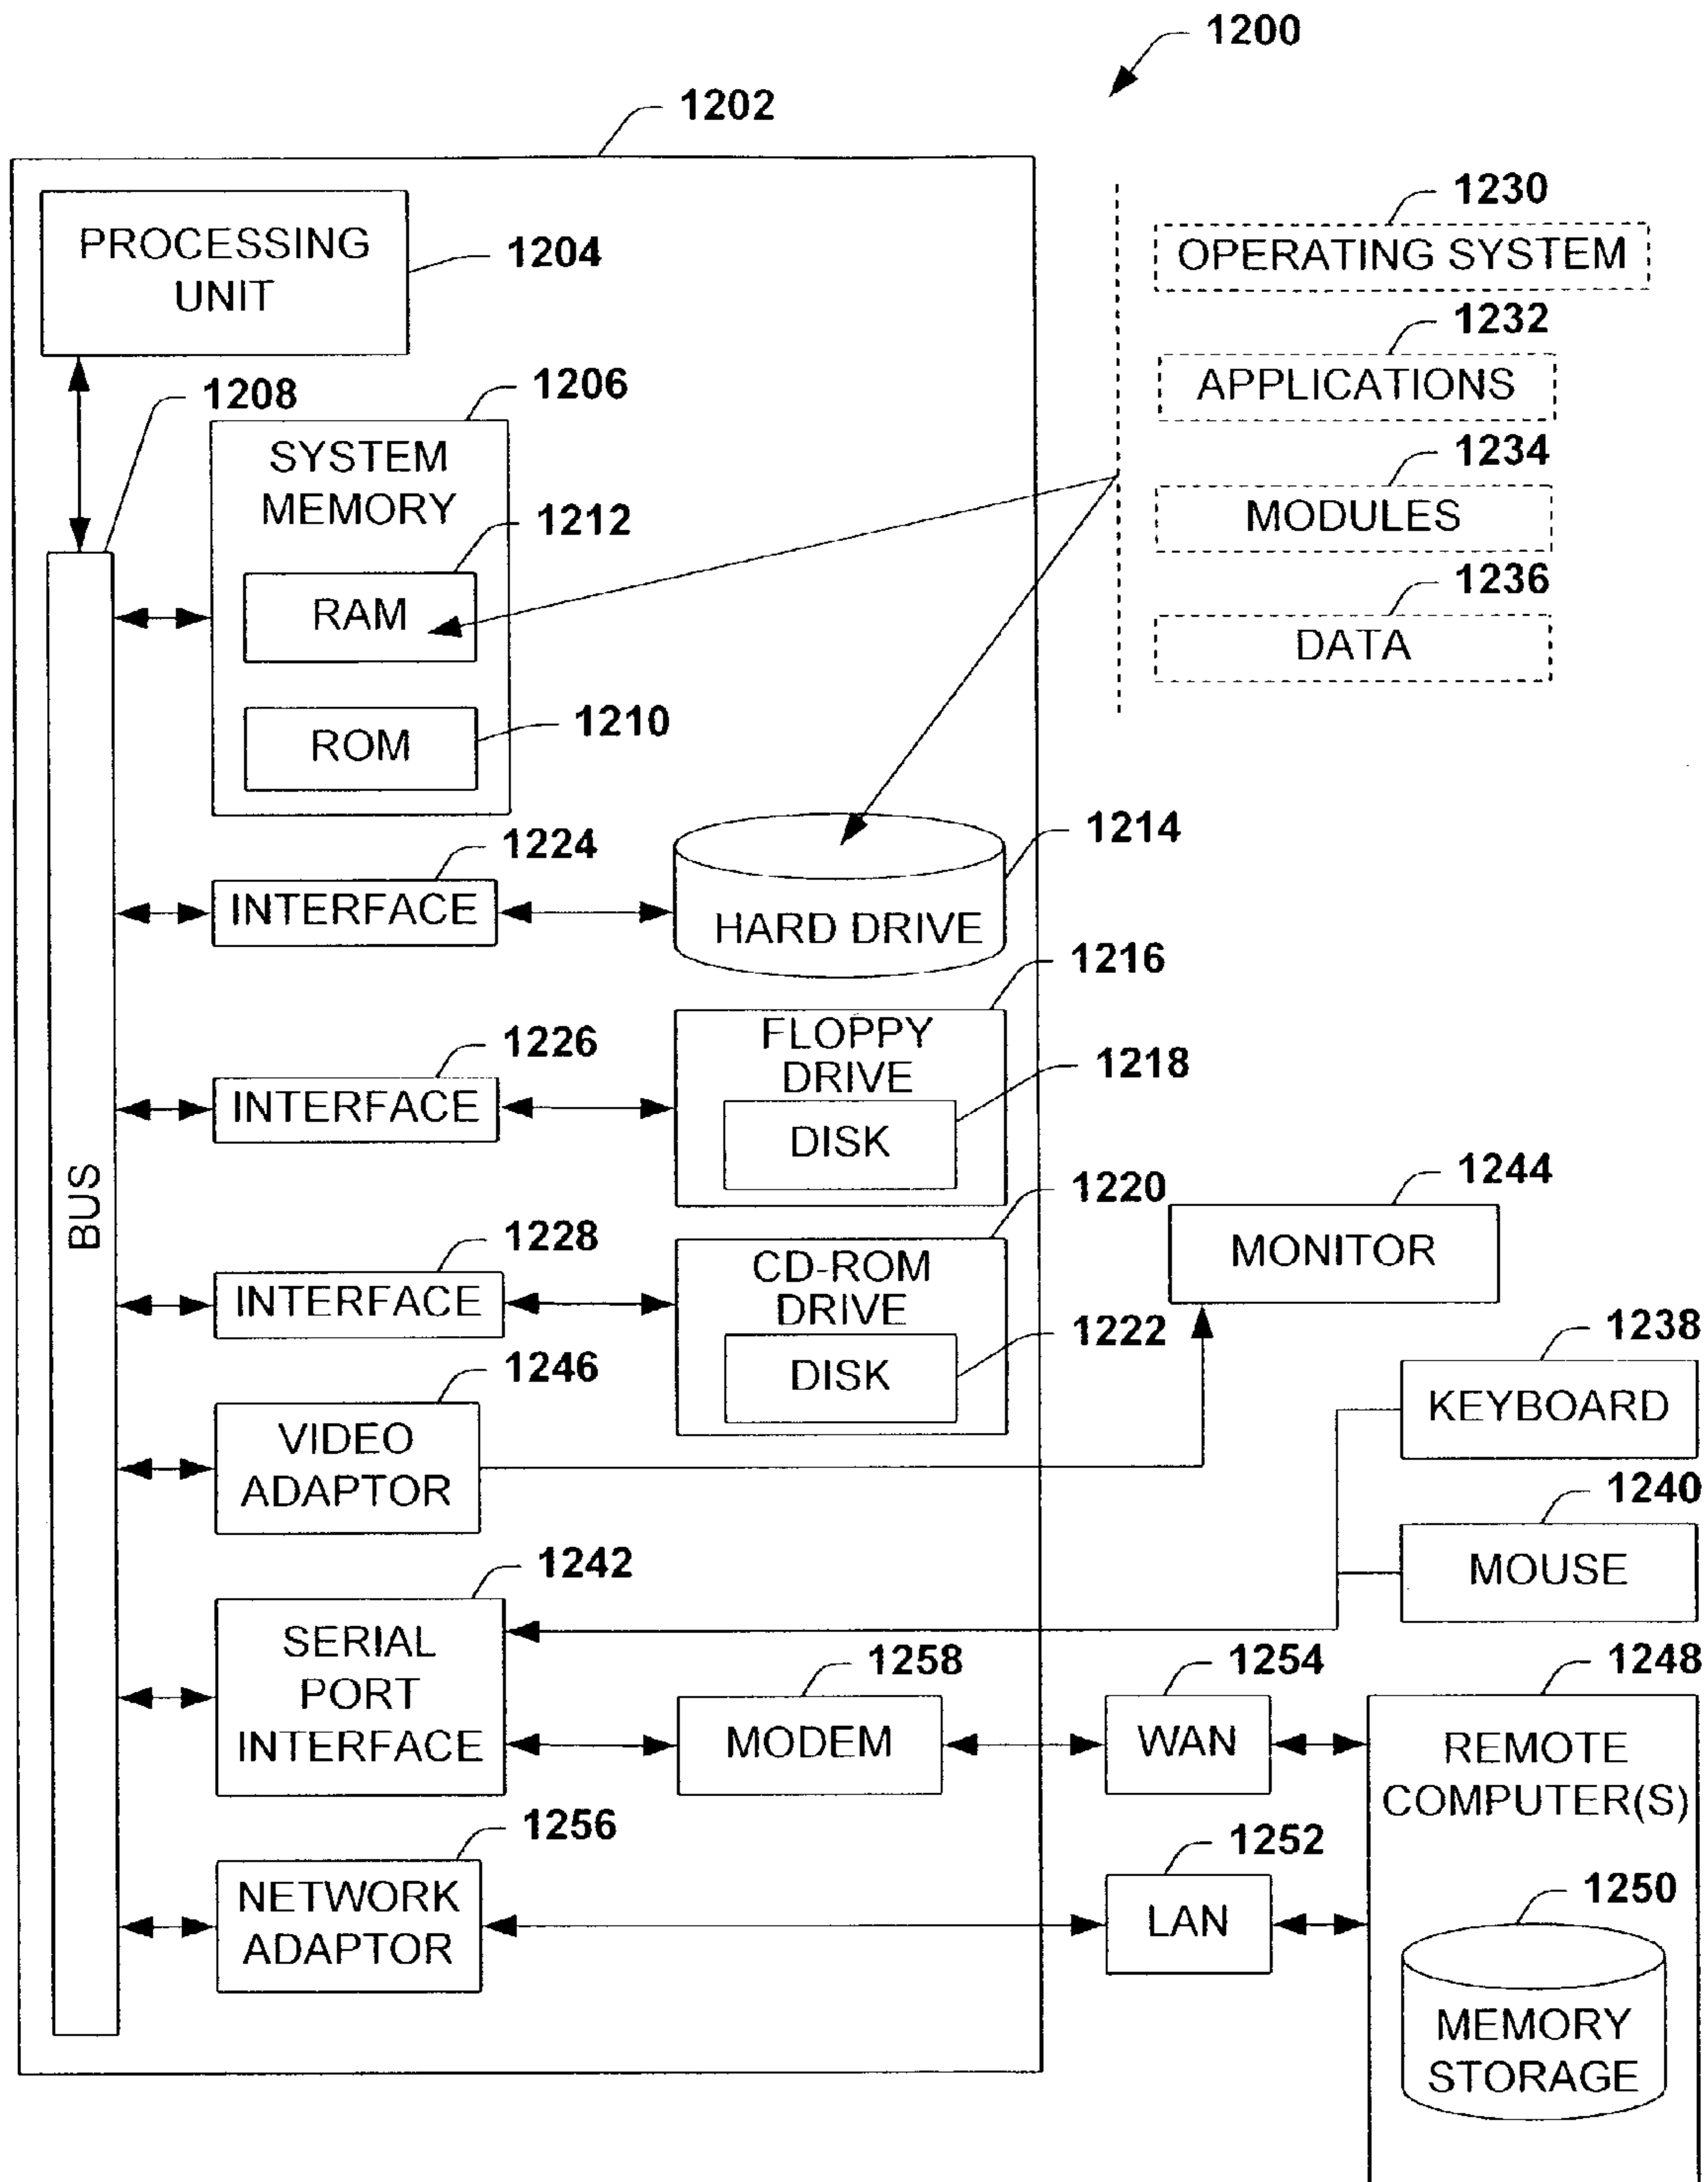 1200
1202
PROCESSING
UNIT
1204
1230
OPERATING SYSTEM
1232
APPLICATIONS
1234
MODULES
1236
DATA
1208
1206
SYSTEM
MEMORY
1212
RAM
1210
ROM
BUS
1224
INTERFACE
1214
HARD DRIVE
1226
INTERFACE
1216
FLOPPY
DRIVE
1218
DISK
1228
INTERFACE
1220
CD-ROM
DRIVE
1222
DISK
1244
MONITOR
1246
VIDEO
ADAPTOR
1238
KEYBOARD
1240
MOUSE
1242
SERIAL
PORT
INTERFACE
1258
MODEM
1254
WAN
1248
REMOTE
COMPUTER(S)
1256
NETWORK
ADAPTOR
1252
LAN
1250
MEMORY
STORAGE